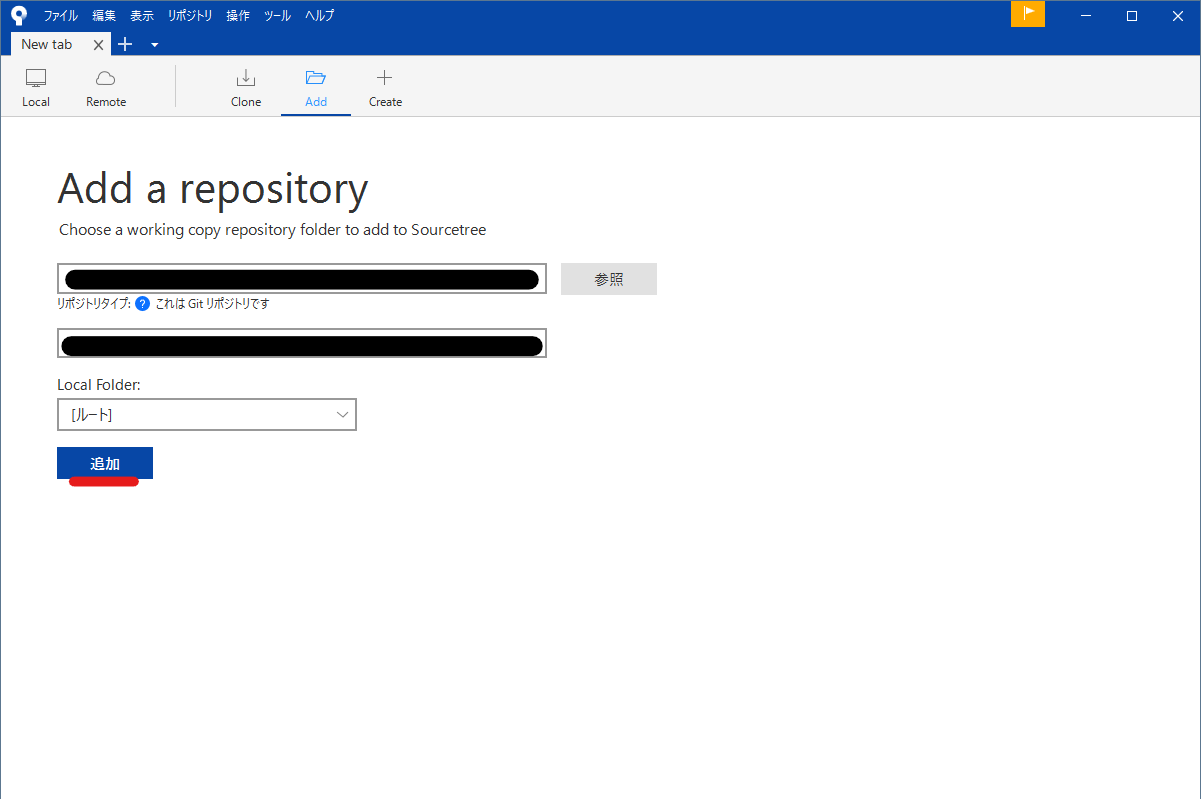 ファイル 編集 表示 リポジトリ 操作 ツール ヘルプ
New tab
Local Remote Clone Add Create
Add a repository
Choose a working copy repository folder to add to Sourcetree
参照
リポジトリタイプ: ? これは Git リポジトリです
Local Folder:
[ルート]
追加